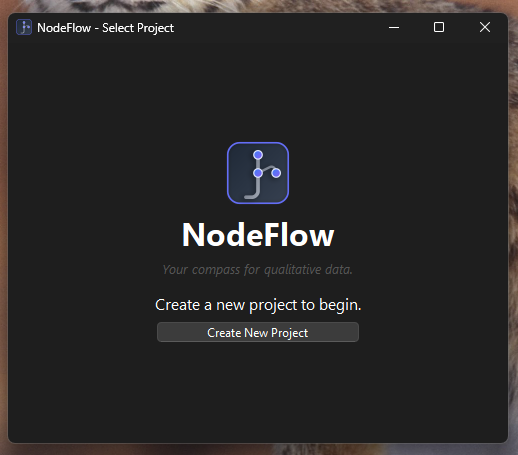 NodeFlow - Select Project
NodeFlow
Your compass for qualitative data.
Create a new project to begin.
Create New Project